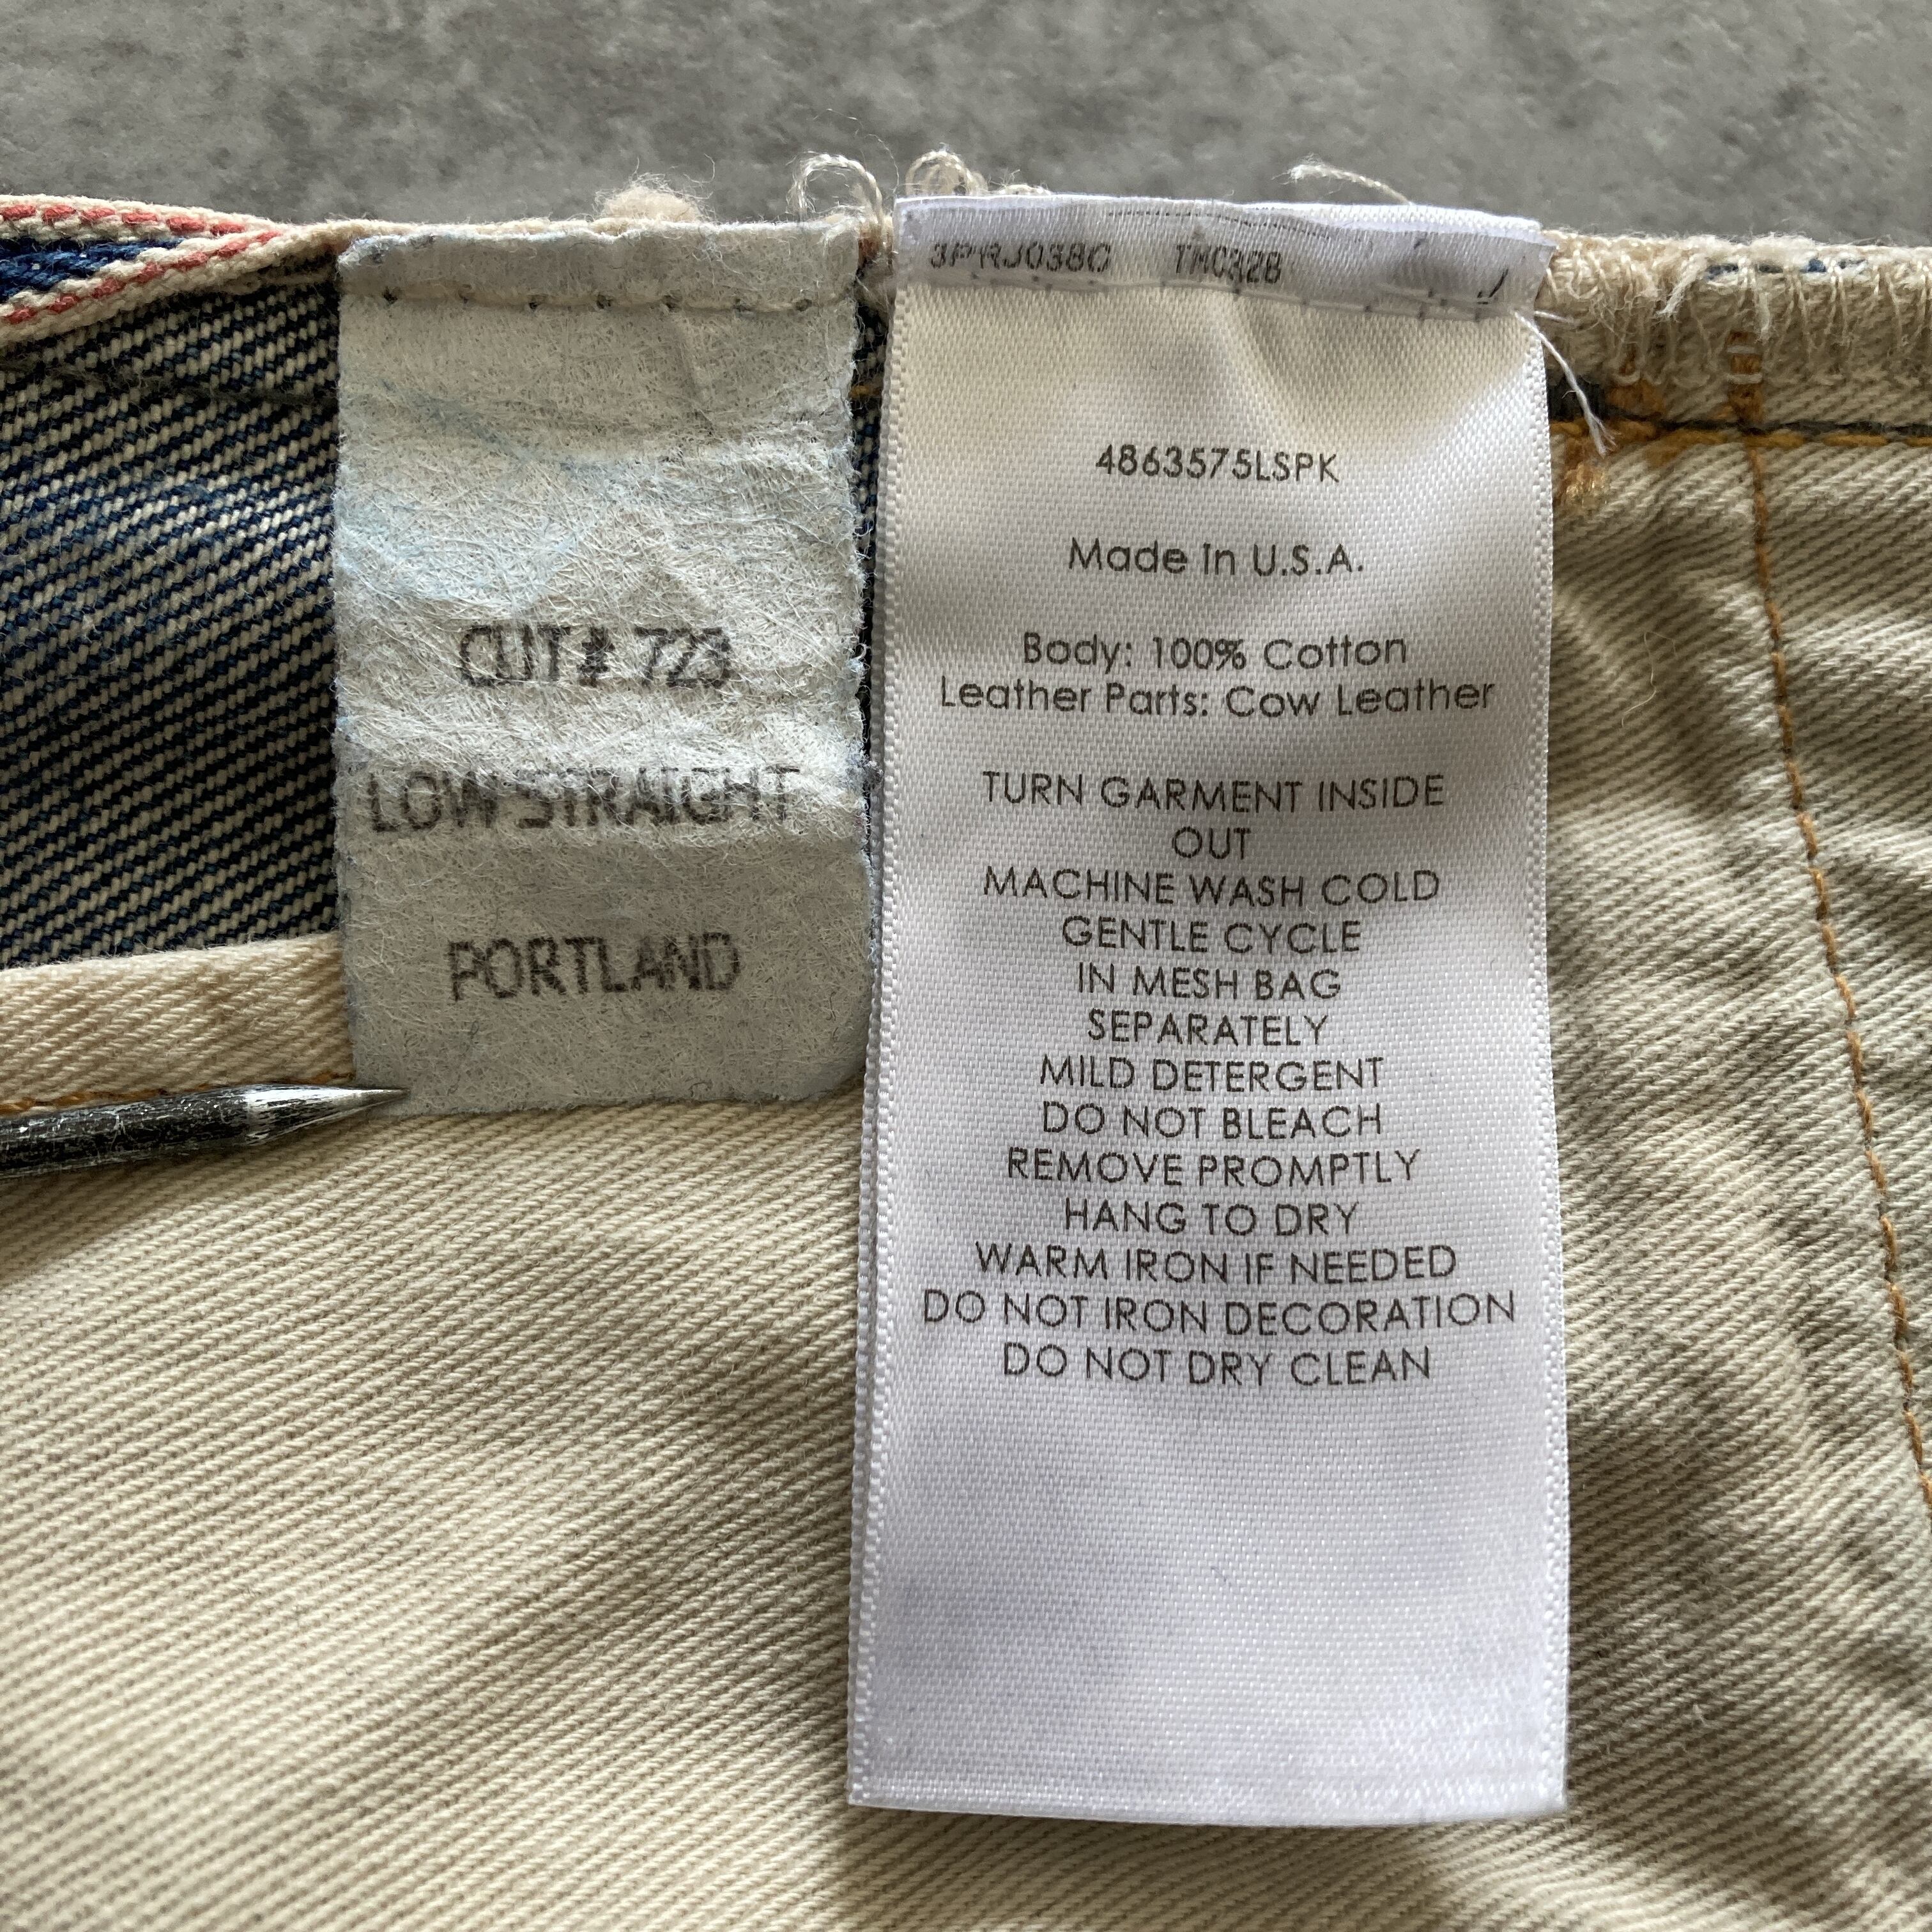 CUT# 723
LOW STRAIGHT
PORTLAND
3PRJ038C TMC32B
4863575LSPK
Made In U.S.A.
Body: 100% Cotton
Leather Parts: Cow Leather
TURN GARMENT INSIDE
OUT
MACHINE WASH COLD
GENTLE CYCLE
IN MESH BAG
SEPARATELY
MILD DETERGENT
DO NOT BLEACH
REMOVE PROMPTLY
HANG TO DRY
WARM IRON IF NEEDED
DO NOT IRON DECORATION
DO NOT DRY CLEAN